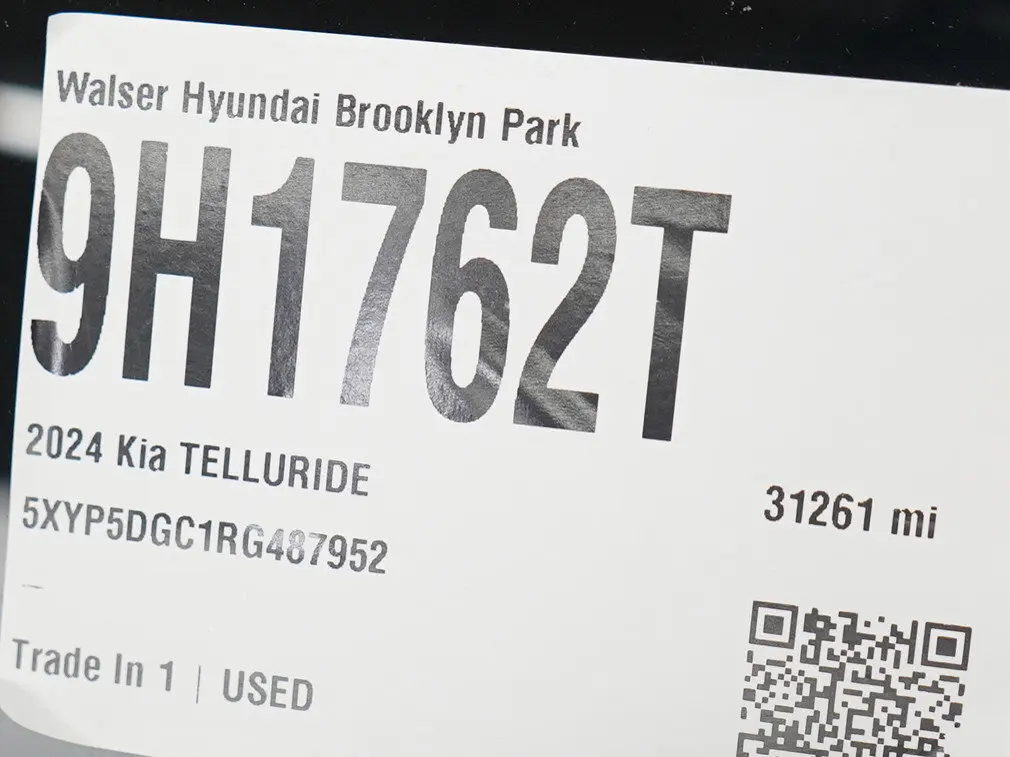 Walser Hyundai Brooklyn Park
9H1762T
2024 Kia TELLURIDE
31261 mi
5XYP5DGC1RG487952
–
Trade In 1 | USED